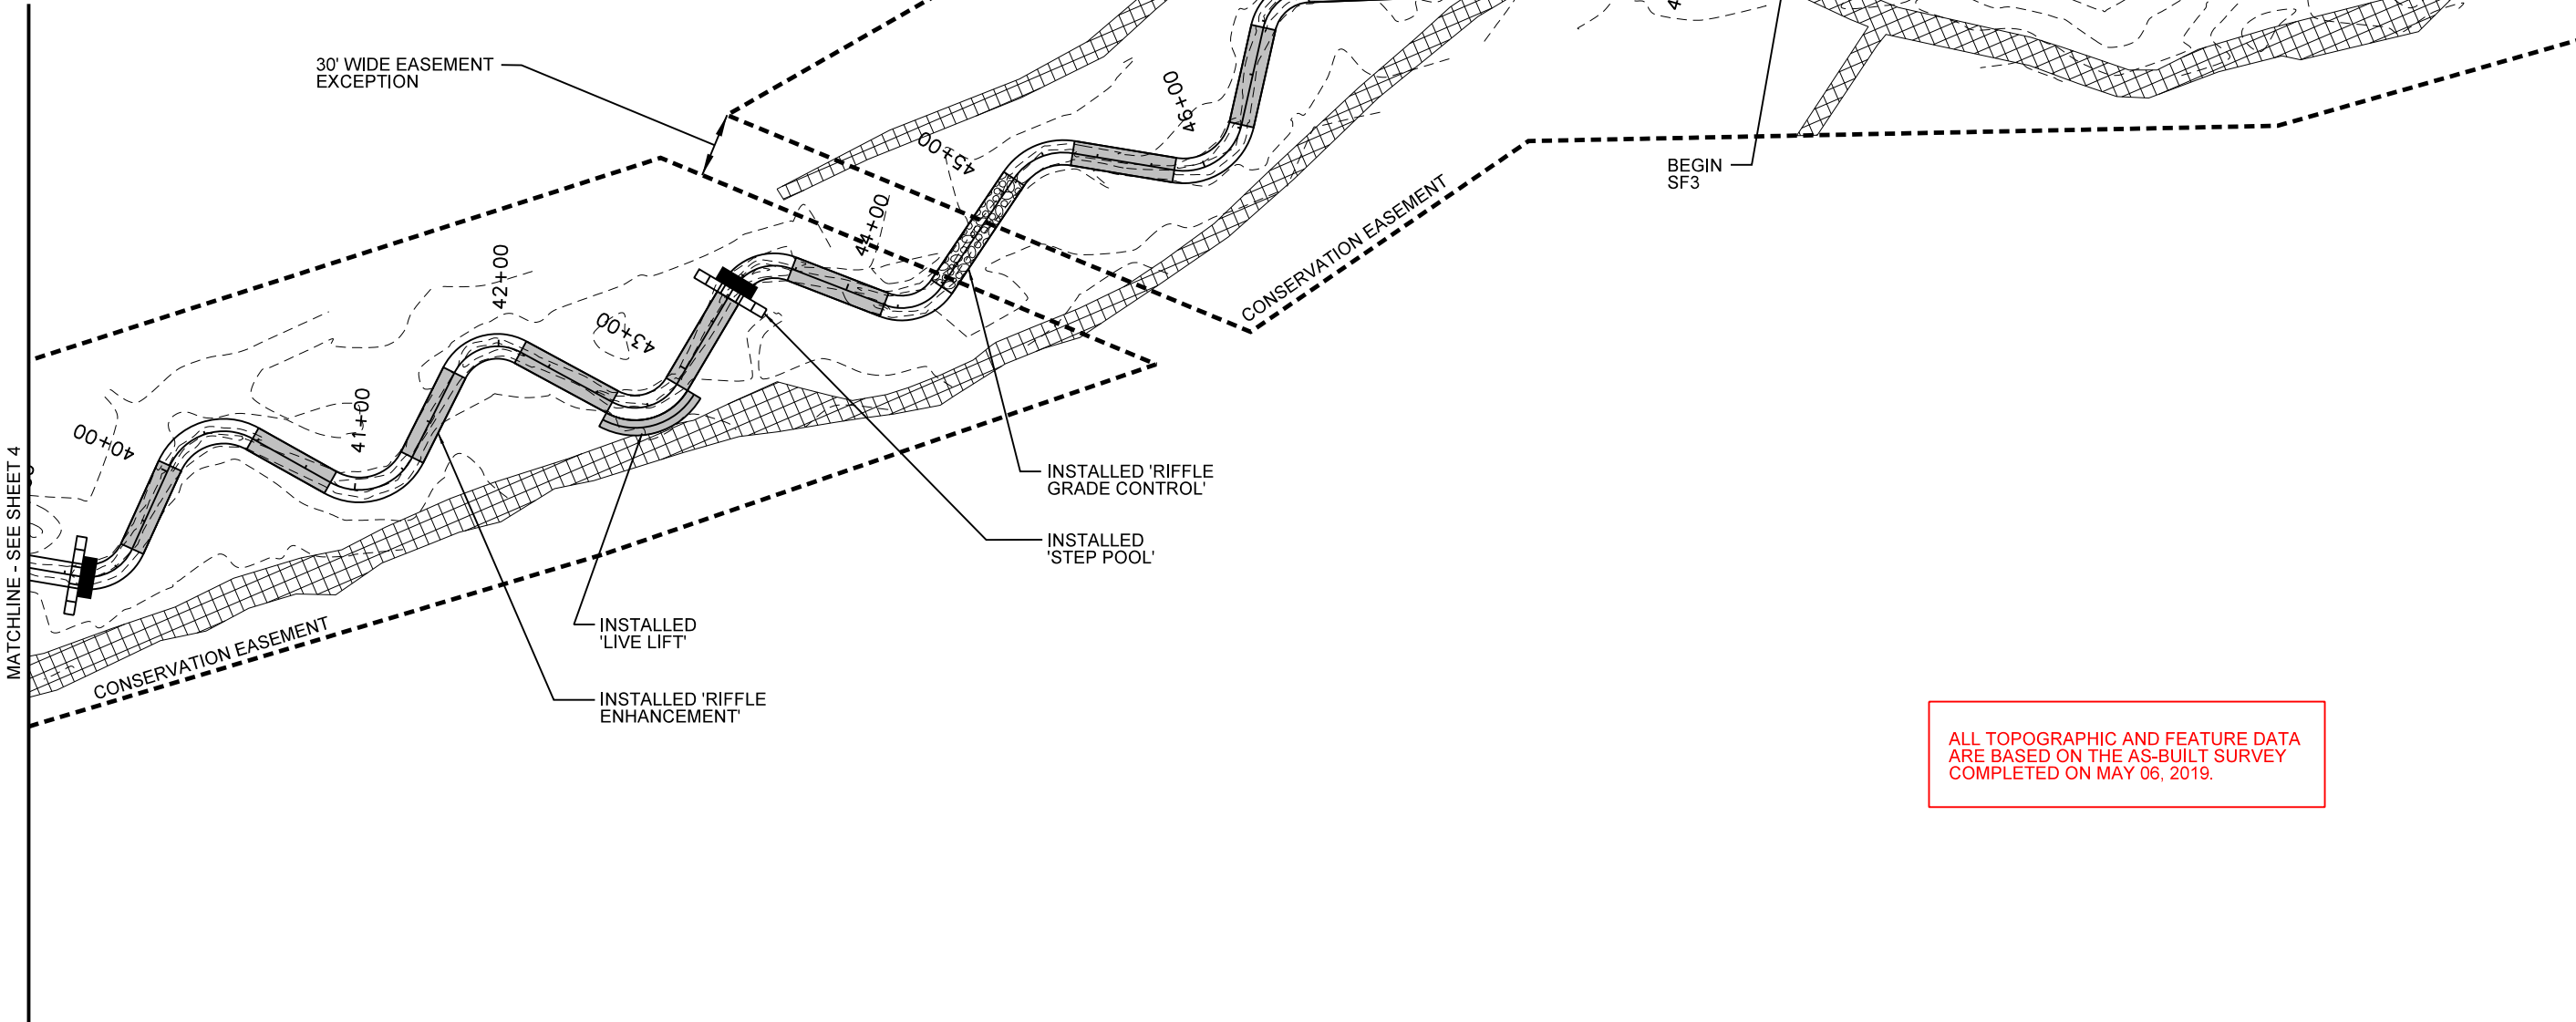 30' WIDE EASEMENT
EXCEPTION
46+00
45+00
BEGIN
SF3
44+00
CONSERVATION EASEMENT
42+00
43+00
41+00
40+00
MATCHLINE - SEE SHEET 4
INSTALLED 'RIFFLE
GRADE CONTROL'
INSTALLED
'STEP POOL'
INSTALLED
'LIVE LIFT'
CONSERVATION EASEMENT
INSTALLED 'RIFFLE
ENHANCEMENT'
ALL TOPOGRAPHIC AND FEATURE DATA
ARE BASED ON THE AS-BUILT SURVEY
COMPLETED ON MAY 06, 2019.